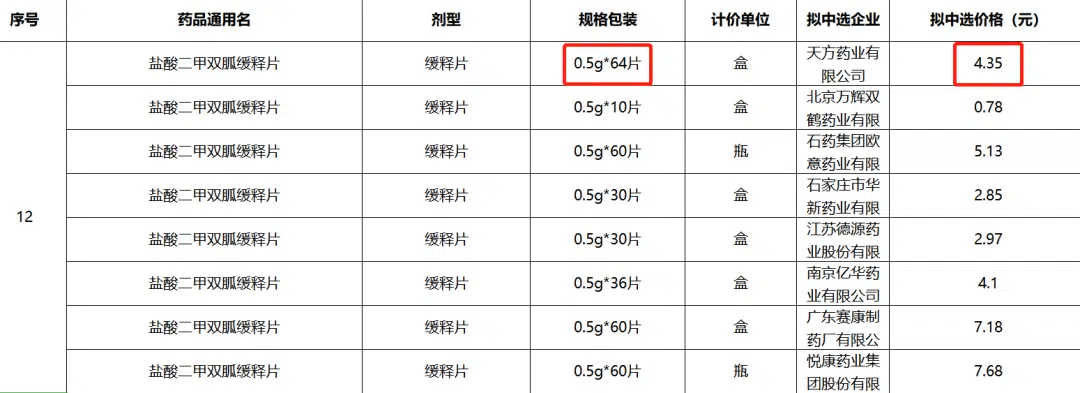 序号 药品通用名 剂型 规格包装 计价单位 拟中选企业 拟中选价格（元）
12
盐酸二甲双胍缓释片 缓释片 0.5g*64片 盒 天方药业有限公司 4.35
盐酸二甲双胍缓释片 缓释片 0.5g*10片 盒 北京万辉双鹤药业有限 0.78
盐酸二甲双胍缓释片 缓释片 0.5g*60片 瓶 石药集团欧意药业有限 5.13
盐酸二甲双胍缓释片 缓释片 0.5g*30片 盒 石家庄市华新药业有限 2.85
盐酸二甲双胍缓释片 缓释片 0.5g*30片 盒 江苏德源药业股份有限 2.97
盐酸二甲双胍缓释片 缓释片 0.5g*36片 盒 南京亿华药业有限公司 4.1
盐酸二甲双胍缓释片 缓释片 0.5g*60片 盒 广东赛康制药厂有限公 7.18
盐酸二甲双胍缓释片 缓释片 0.5g*60片 瓶 悦康药业集团股份有限 7.68